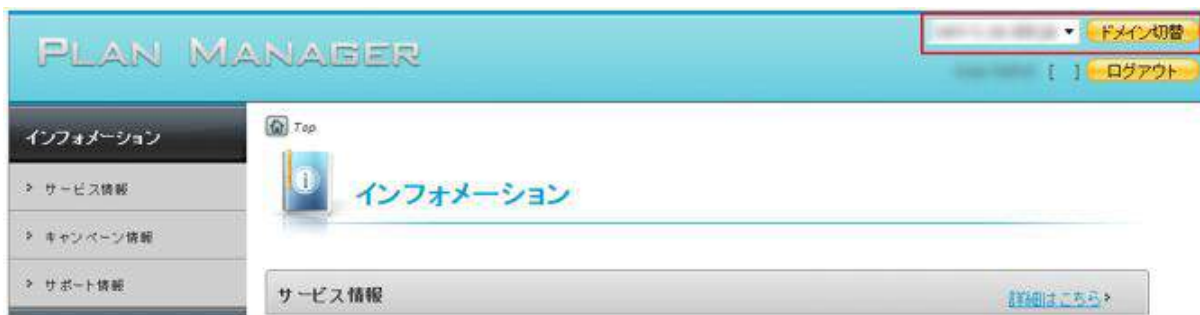 PLAN MANAGER
ドメイン切替
[ ] ログアウト
インフォメーション
Top
サービス情報
インフォメーション
キャンペーン情報
サポート情報
サービス情報
詳細はこちら